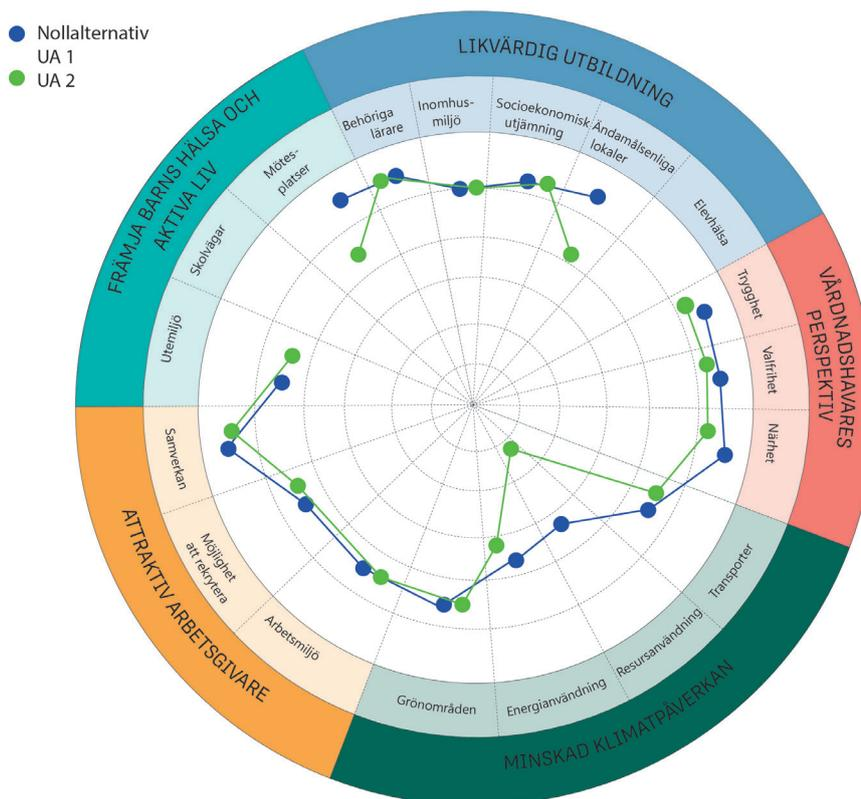 Nollalternativ
UA 1
UA 2
LIKVÄRDIG UTBILDNING
Behöriga
lärare
Inomhus-
miljö
Socioekonomisk
utjämning
Ändamålsenliga
lokaler
Elevhälsa
VÅRDNADSHAVARES
PERSPEKTIV
Trygghet
Valfrihet
Närhet
MINSKAD KLIMATPÅVERKAN
Transporter
Resursanvändning
Energianvändning
Grönområden
ATTRAKTIV ARBETSGIVARE
Arbetsmiljö
Möjlighet
att rekrytera
Samverkan
FRÄMJA BARNS HÄLSA OCH
AKTIVA LIV
Utemiljö
Skolvägar
Mötes-
platser